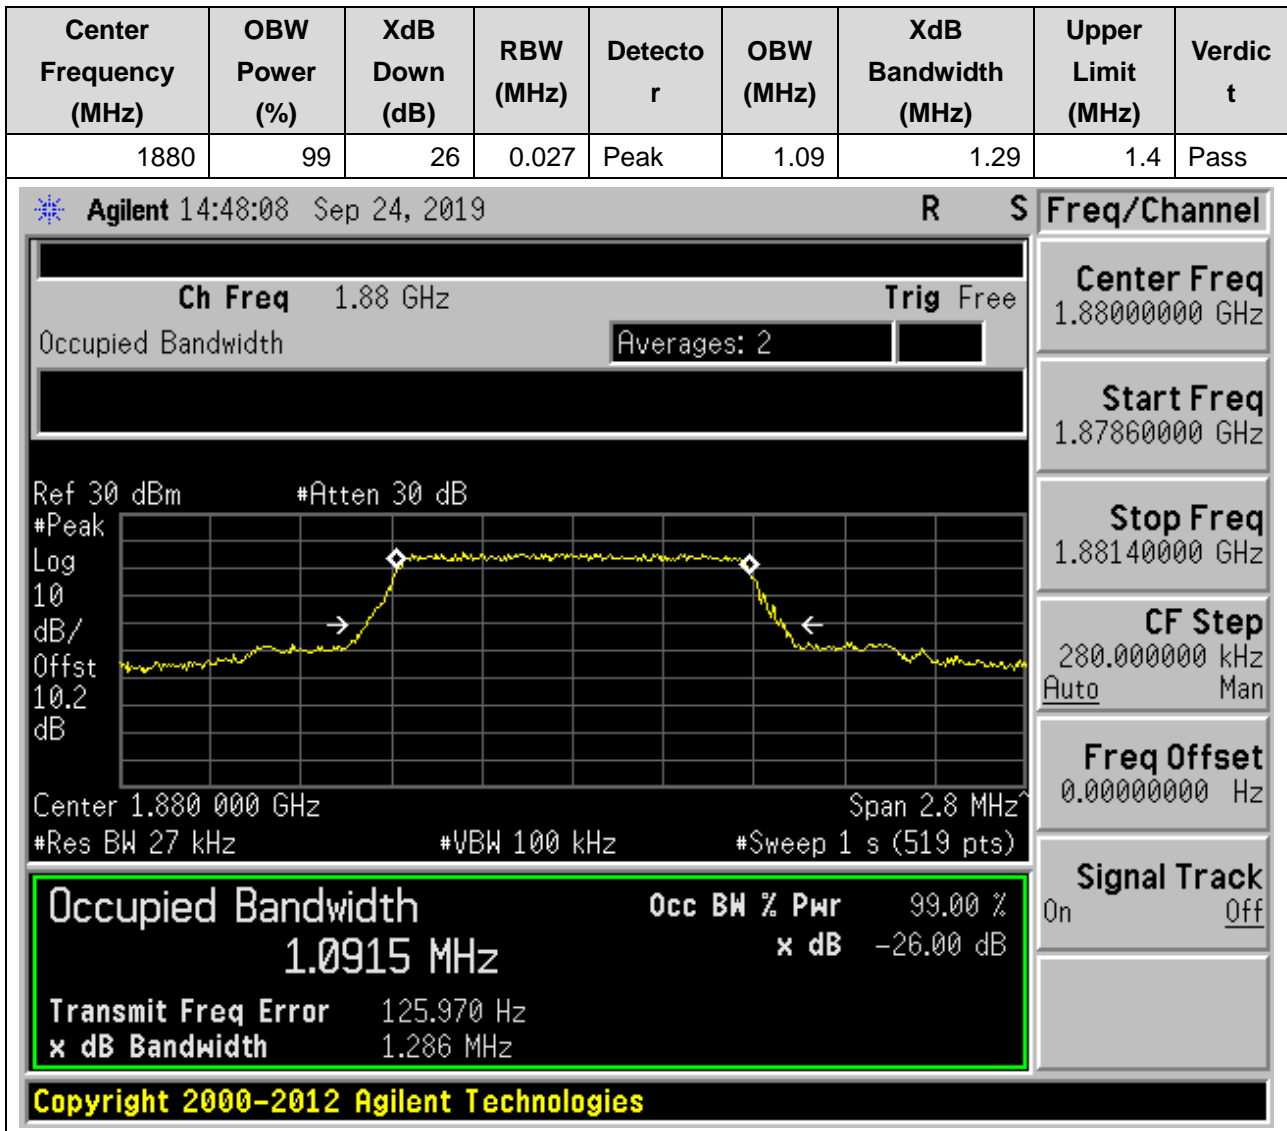 Center Frequency (MHz) OBW Power (%) XdB Down (dB) RBW (MHz) Detector OBW (MHz) XdB Bandwidth (MHz) Upper Limit (MHz) Verdict
1880 99 26 0.027 Peak 1.09 1.29 1.4 Pass
Agilent 14:48:08 Sep 24, 2019 R S Freq/Channel
Ch Freq 1.88 GHz Trig Free
Occupied Bandwidth Averages: 2
Center Freq
1.88000000 GHz
Start Freq
1.87860000 GHz
Stop Freq
1.88140000 GHz
CF Step
280.000000 kHz
Auto Man
Freq Offset
0.00000000 Hz
Signal Track
On Off
Ref 30 dBm #Atten 30 dB
#Peak
Log
10
dB/
Offst
10.2
dB
Center 1.880 000 GHz Span 2.8 MHz^
#Res BW 27 kHz #VBW 100 kHz #Sweep 1 s (519 pts)
Occupied Bandwidth Occ BW % Pwr 99.00 %
1.0915 MHz x dB -26.00 dB
Transmit Freq Error 125.970 Hz
x dB Bandwidth 1.286 MHz
Copyright 2000-2012 Agilent Technologies